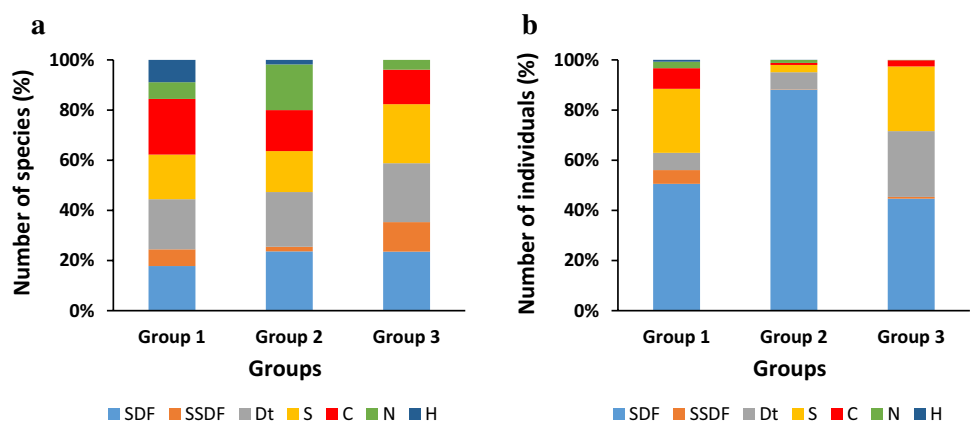 a
Number of species (%)
100%
80%
60%
40%
20%
0%
Group 1 Group 2 Group 3
Groups
SDF SSDF Dt S C N H
b
Number of individuals (%)
100%
80%
60%
40%
20%
0%
Group 1 Group 2 Group 3
Groups
SDF SSDF Dt S C N H